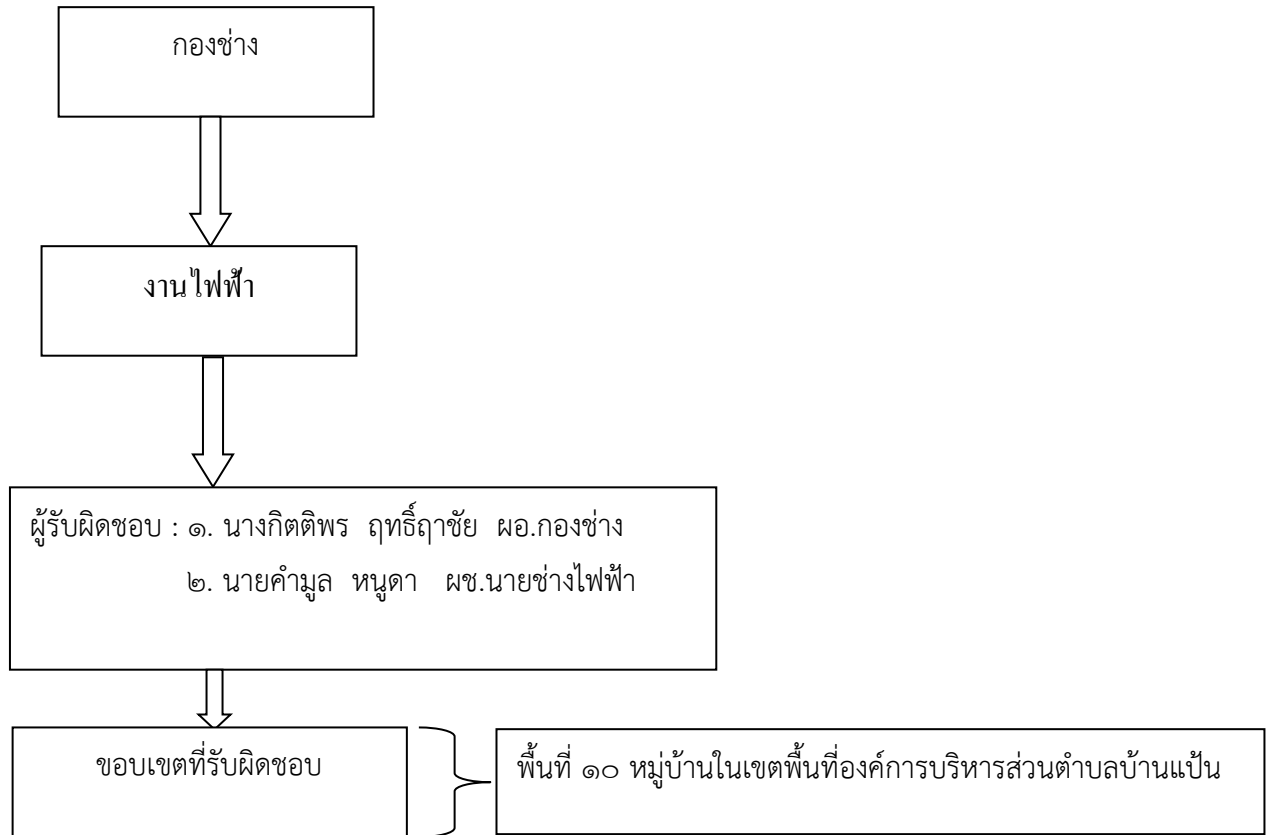 กองช่าง
งานไฟฟ้า
ผู้รับผิดชอบ : ๑. นางกิตติพร ฤทธิ์ฤาชัย ผอ.กองช่าง
๒. นายคำมูล หนูดา ผช.นายช่างไฟฟ้า
ขอบเขตที่รับผิดชอบ
พื้นที่ ๑๐ หมู่บ้านในเขตพื้นที่องค์การบริหารส่วนตำบลบ้านแป้น